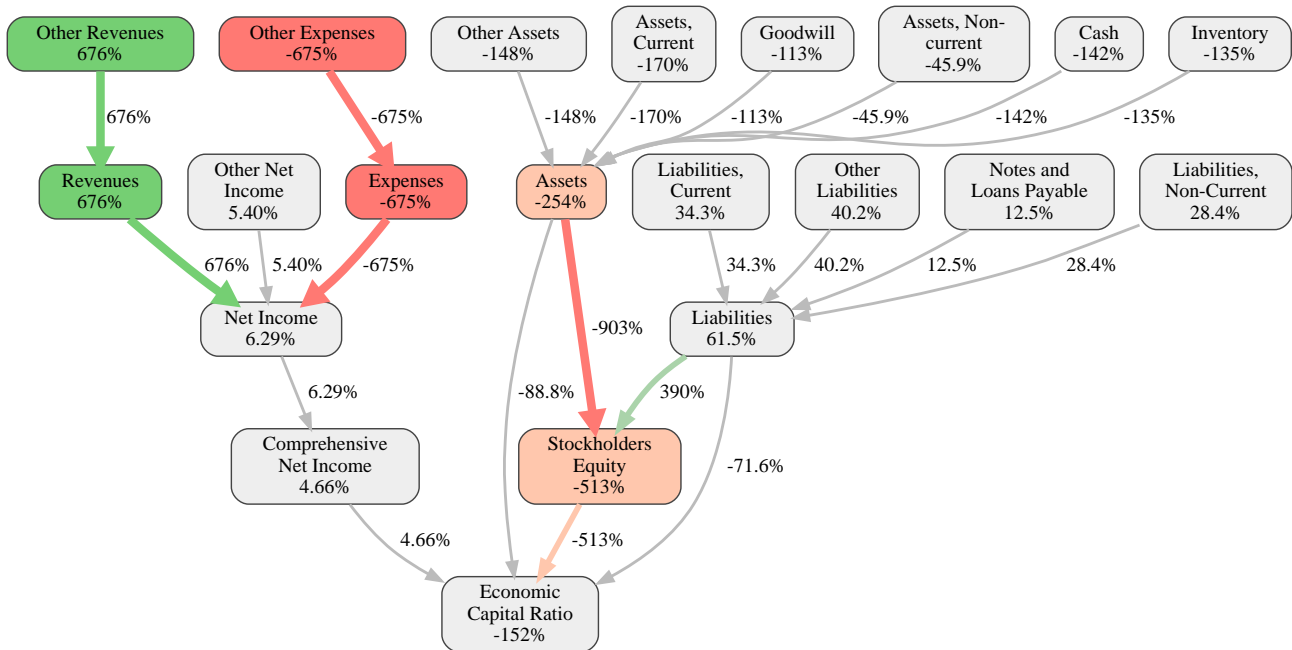 Other Revenues
676%
Other Expenses
-675%
Other Assets
-148%
Assets,
Current
-170%
Goodwill
-113%
Assets, Non-
current
-45.9%
Cash
-142%
Inventory
-135%
676%
-675%
-148%
-170%
-113%
-45.9%
-142%
-135%
Revenues
676%
Other Net
Income
5.40%
Expenses
-675%
Assets
-254%
Liabilities,
Current
34.3%
Other
Liabilities
40.2%
Notes and
Loans Payable
12.5%
Liabilities,
Non-Current
28.4%
676%
5.40%
-675%
34.3%
40.2%
12.5%
28.4%
Net Income
6.29%
-903%
Liabilities
61.5%
6.29%
-88.8%
390%
Comprehensive
Net Income
4.66%
Stockholders
Equity
-513%
-71.6%
4.66%
-513%
Economic
Capital Ratio
-152%